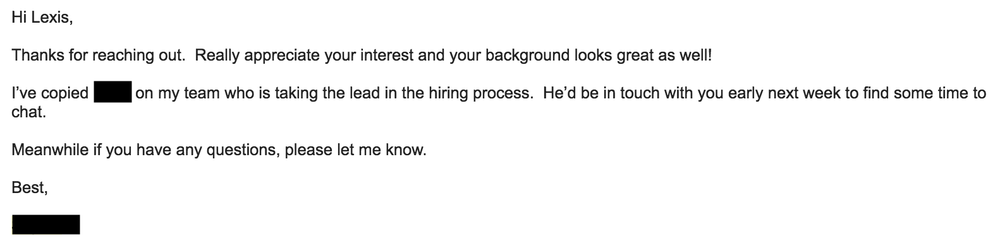 Hi Lexis,
Thanks for reaching out.  Really appreciate your interest and your background looks great as well!
I’ve copied on my team who is taking the lead in the hiring process.  He’d be in touch with you early next week to find some time to
chat.
Meanwhile if you have any questions, please let me know.
Best,